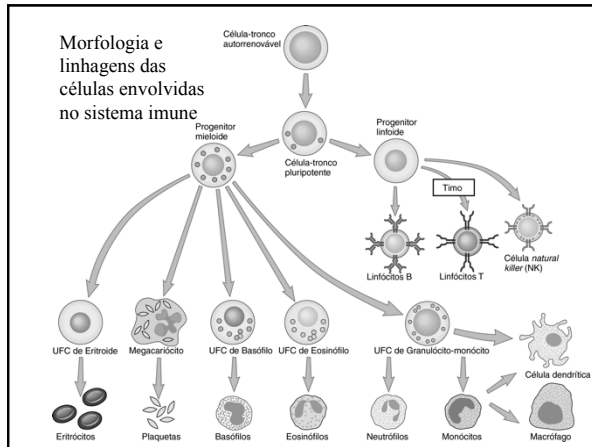 Morfologia e
linhagens das
células envolvidas
no sistema imune
Célula-tronco
autorrenovável
Progenitor
mieloide
Célula-tronco
pluripotente
Progenitor
linfoide
Timo
Linfócitos B
Linfócitos T
Célula natural
killer (NK)
UFC de Eritroide
Megacariócito
UFC de Basófilo
UFC de Eosinófilo
UFC de Granulócito-monócito
Célula dendrítica
Eritrócitos
Plaquetas
Basófilos
Eosinófilos
Neutrófilos
Monócitos
Macrófago